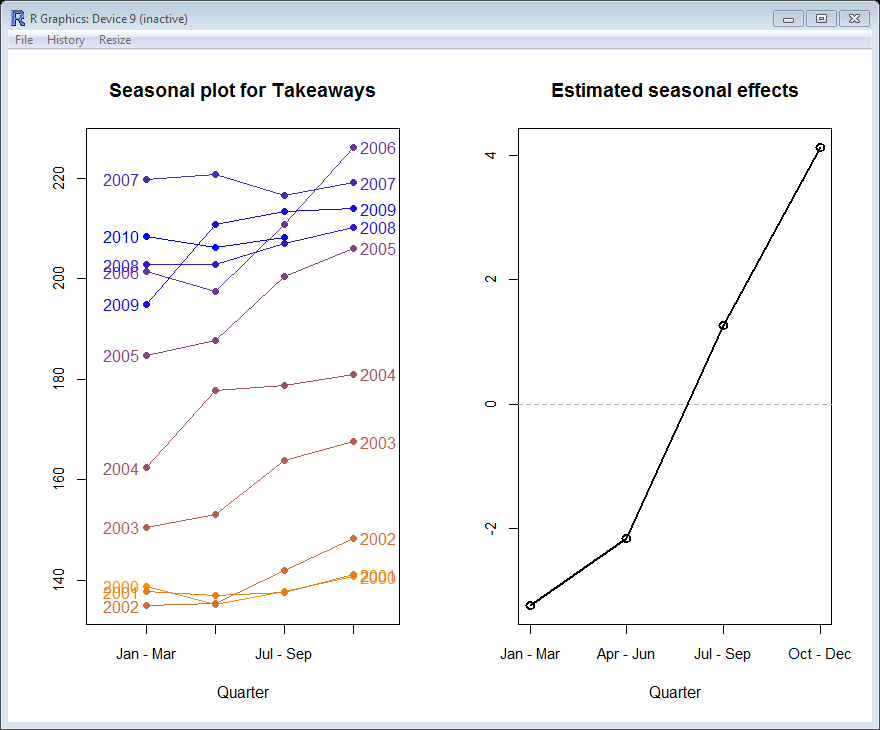 R Graphics: Device 9 (inactive)
File History Resize
Seasonal plot for Takeaways
220
200
180
160
140
2007
2010
2008
2006
2009
2005
2004
2003
2000
2001
2002
2006
2007
2009
2008
2005
2004
2003
2002
2001
2000
Jan - Mar
Jul - Sep
Quarter
Estimated seasonal effects
4
2
0
-2
Jan - Mar
Apr - Jun
Jul - Sep
Oct - Dec
Quarter